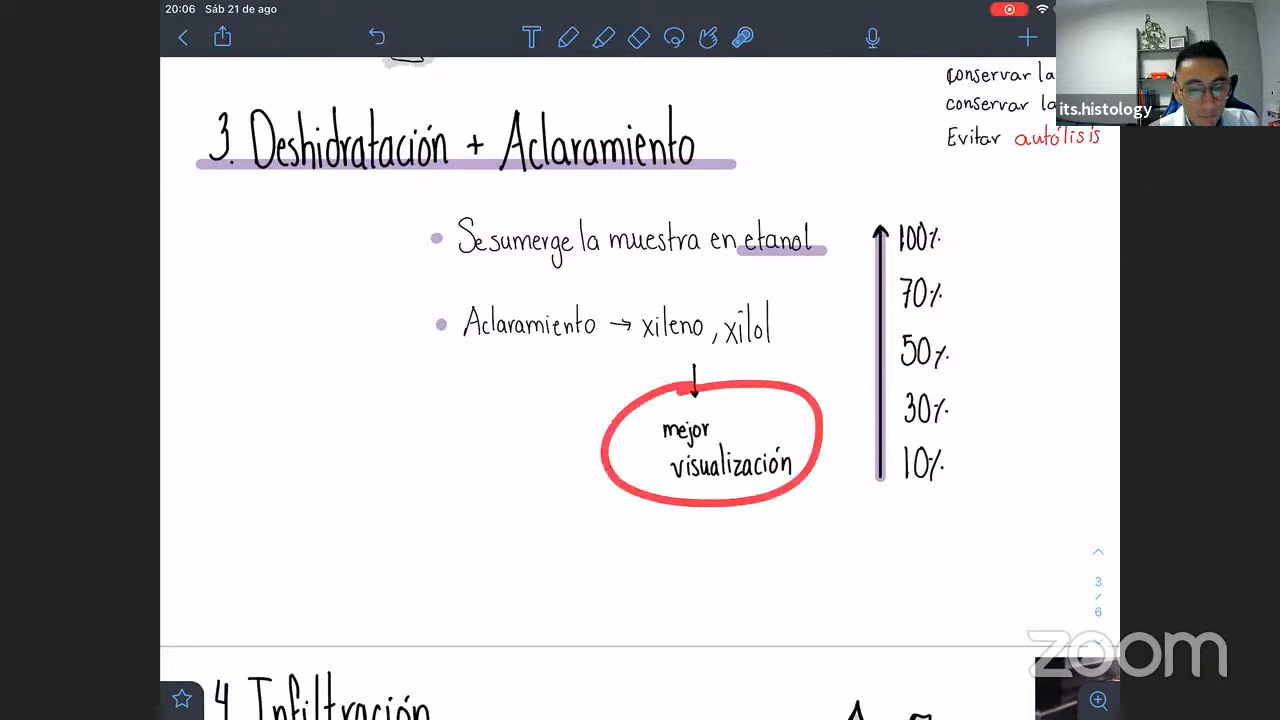 20:06 Sáb 21 de ago
conservar la
conservar la
Evitar autólisis
its.histology
3. Deshidratación + Aclaramiento
Se sumerge la muestra en etanol
Aclaramiento → xileno, xilol
mejor
visualización
100%
70%
50%
30%
10%
3
/
6
zoom
4. Infiltración